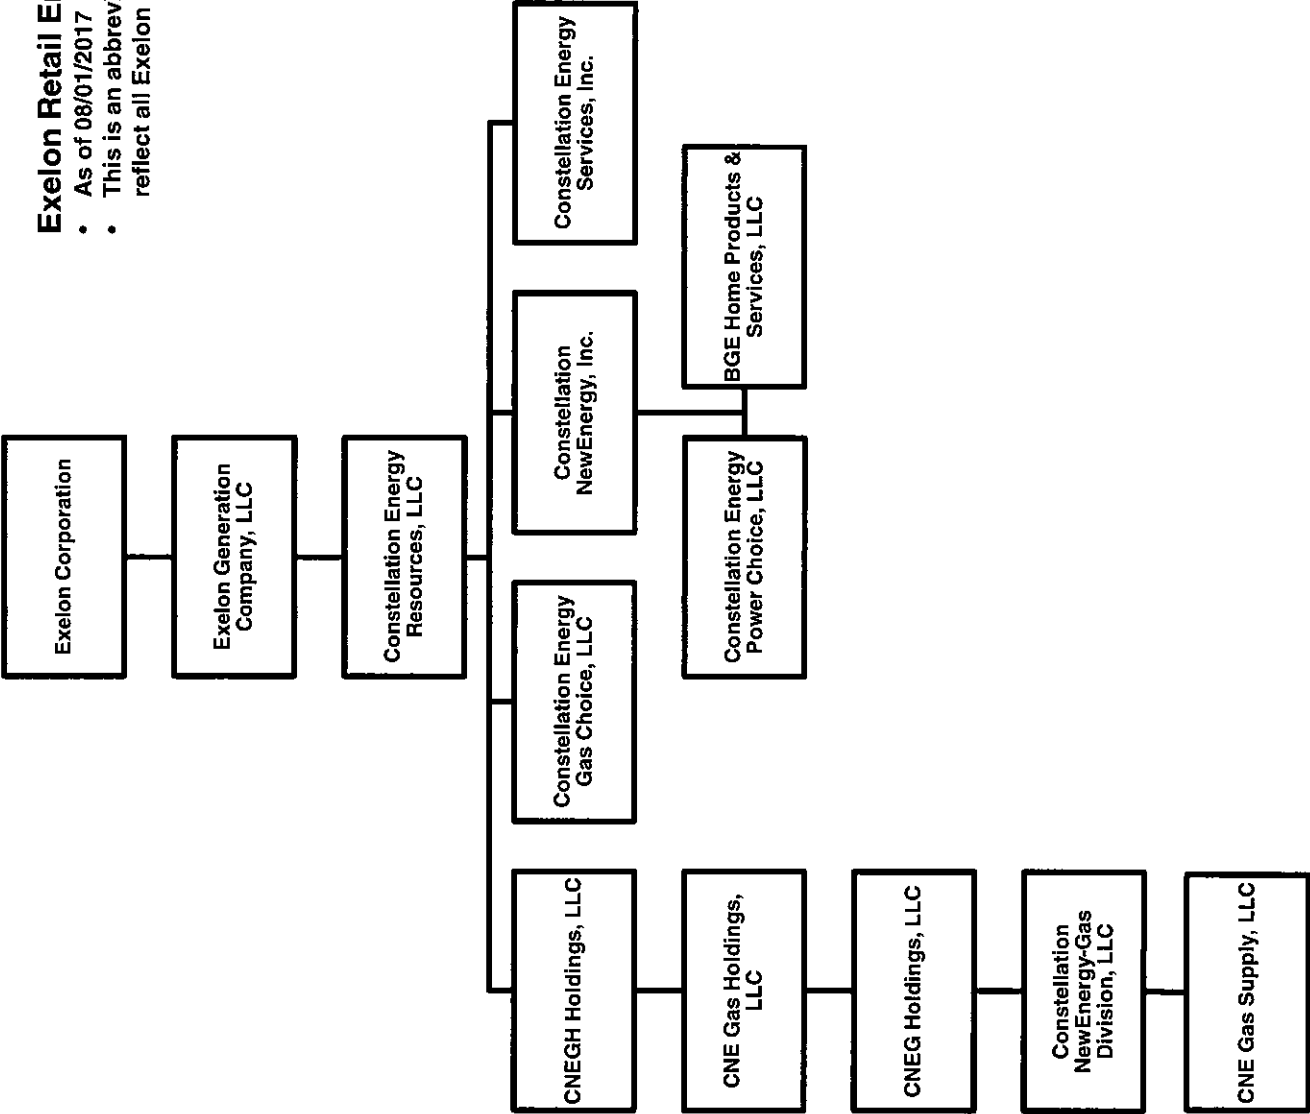 Exelon Retail
As of 08/01/2017
This is an
reflect all Exelon
Exelon Corporation
Exelon Generation
Company, LLC
Constellation Energy
Resources, LLC
CNEGH Holdings, LLC
Constellation Energy
Gas Choice, LLC
Constellation
NewEnergy, Inc.
Constellation Energy
Services, Inc.
CNE Gas Holdings,
LLC
Constellation Energy
Power Choice, LLC
BGE Home Products &
Services, LLC
CNEG Holdings, LLC
Constellation
NewEnergy-Gas
Division, LLC
CNE Gas Supply, LLC